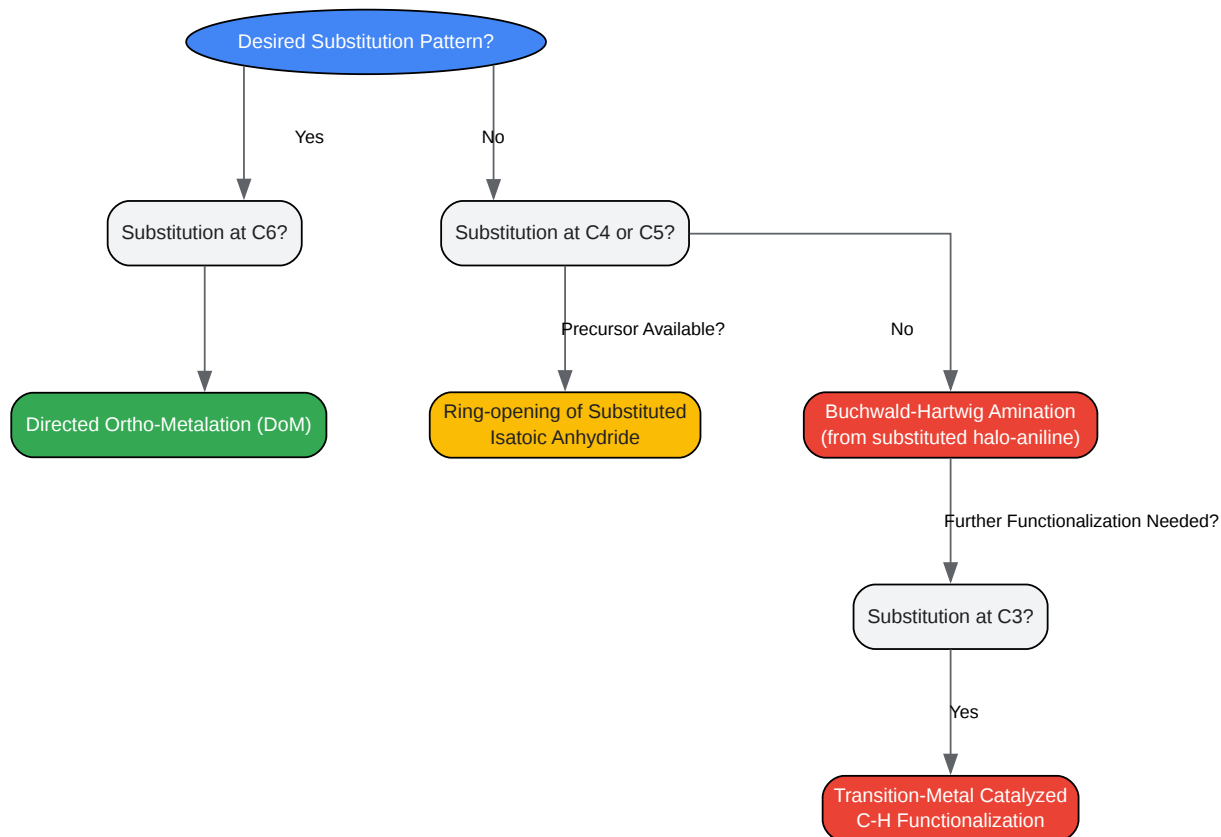 Desired Substitution Pattern?
Yes
No
Substitution at C6?
Substitution at C4 or C5?
Precursor Available?
No
Directed Ortho-Metalation (DoM)
Ring-opening of Substituted
Isatoic Anhydride
Buchwald-Hartwig Amination
(from substituted halo-aniline)
Further Functionalization Needed?
Substitution at C3?
Yes
Transition-Metal Catalyzed
C-H Functionalization